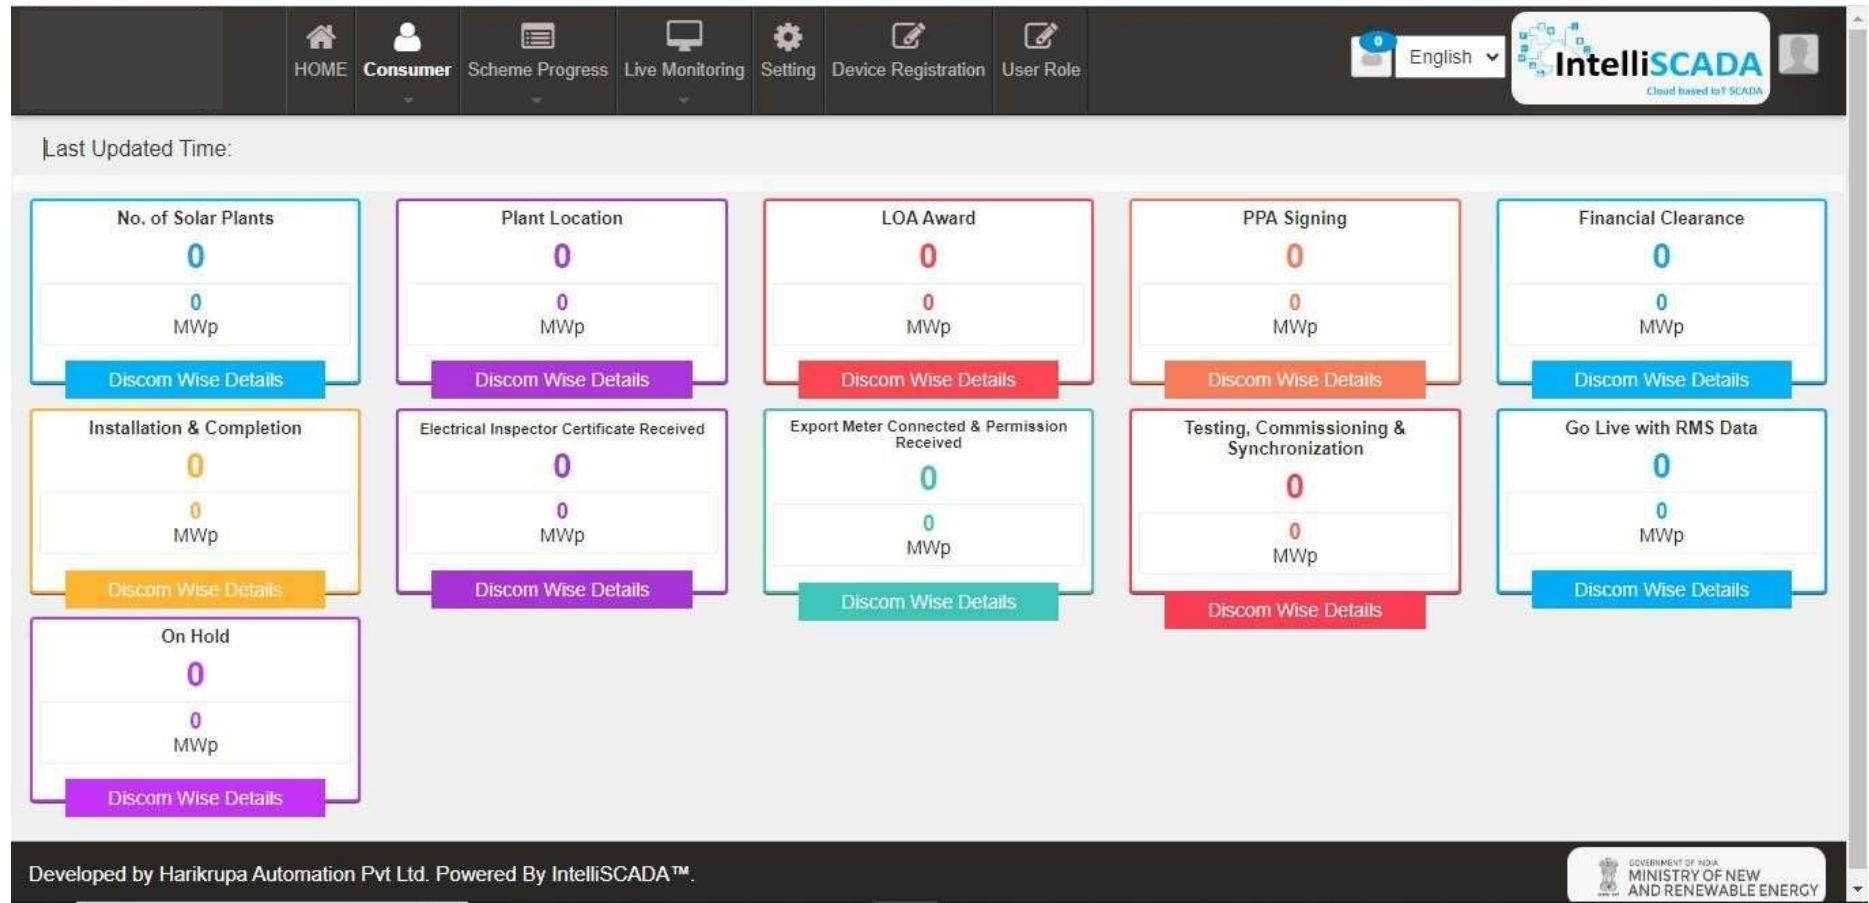 HOME
Consumer
Scheme Progress
Live Monitoring
Setting
Device Registration
User Role
0
English
IntelliSCADA
Cloud based IoT SCADA
Last Updated Time:
No. of Solar Plants
0
0
MWp
Discom Wise Details
Plant Location
0
0
MWp
Discom Wise Details
LOA Award
0
0
MWp
Discom Wise Details
PPA Signing
0
0
MWp
Discom Wise Details
Financial Clearance
0
0
MWp
Discom Wise Details
Installation & Completion
0
0
MWp
Discom Wise Details
Electrical Inspector Certificate Received
0
0
MWp
Discom Wise Details
Export Meter Connected & Permission
Received
0
0
MWp
Discom Wise Details
Testing, Commissioning &
Synchronization
0
0
MWp
Discom Wise Details
Go Live with RMS Data
0
0
MWp
Discom Wise Details
On Hold
0
0
MWp
Discom Wise Details
Developed by Harikrupa Automation Pvt Ltd. Powered By IntelliSCADA™.
GOVERNMENT OF INDIA
MINISTRY OF NEW
AND RENEWABLE ENERGY